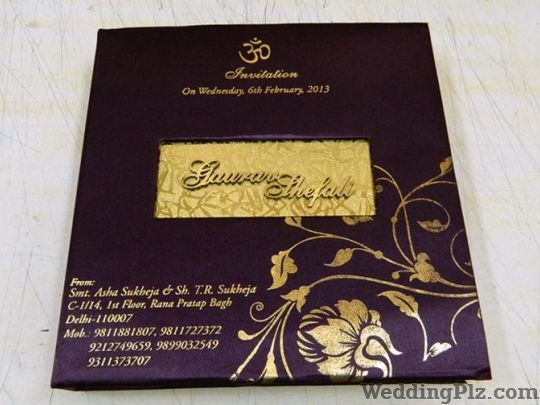 ॐ
Invitation
On Wednesday, 6th February, 2013
Gaurav
Shefali
From:
Smt. Asha Sukheja & Sh. T.R. Sukheja
C-1/14, 1st Floor, Rana Pratap Bagh
Delhi-110007
Mob.: 9811881807, 9811727372
9212749659, 9899032549
9311373707
WeddingPlz.com